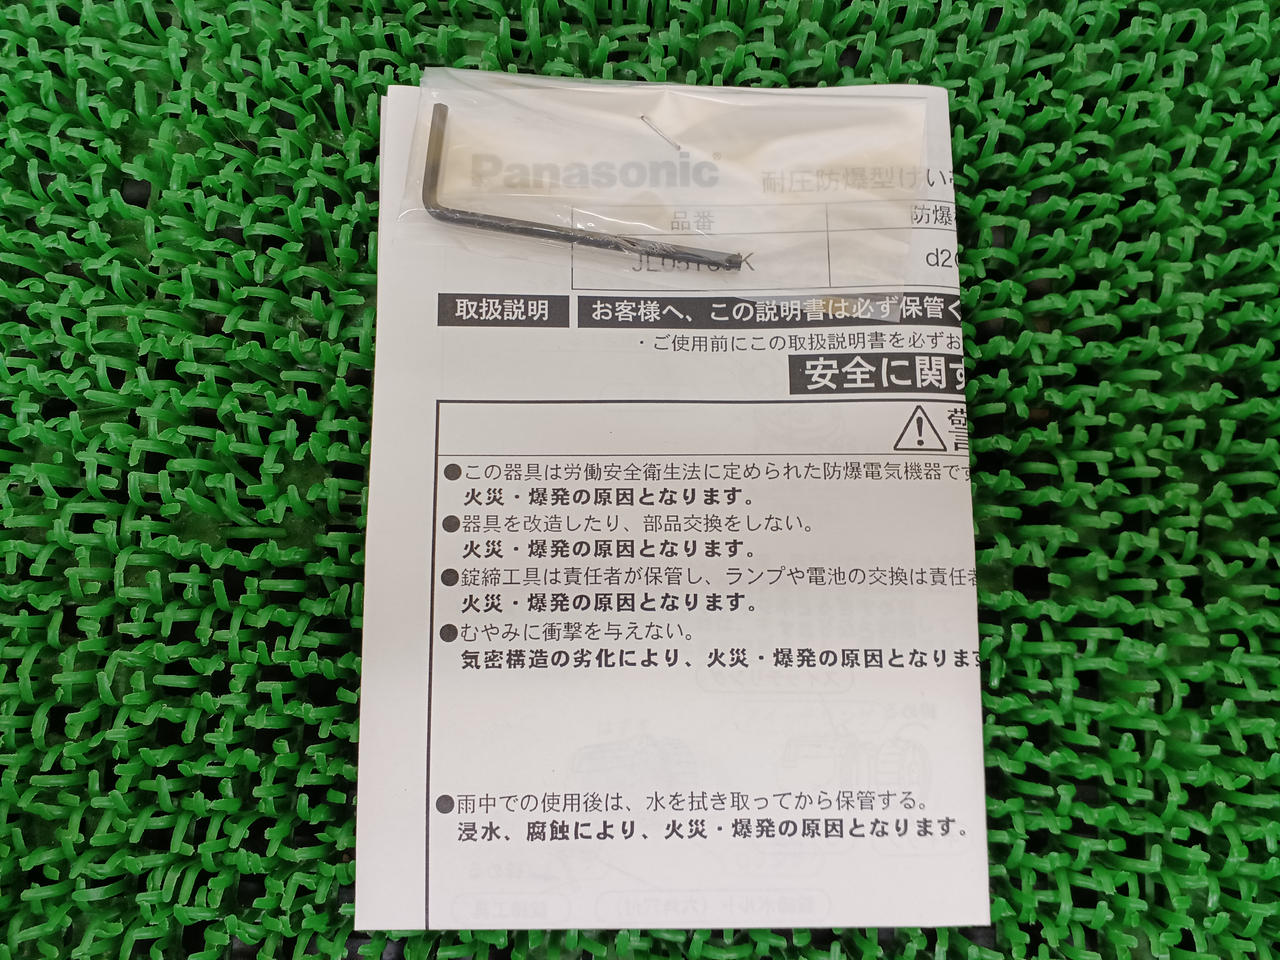 Panasonic® 耐圧防爆型けい
品番 防爆
d2
取扱説明 お客様へ、この説明書は必ず保管く
・ご使用前にこの取扱説明書を必ずお
安全に関す
警
●この器具は労働安全衛生法に定められた防爆電気機器です
火災・爆発の原因となります。
●器具を改造したり、部品交換をしない。
火災・爆発の原因となります。
●錠締工具は責任者が保管し、ランプや電池の交換は責任者
火災・爆発の原因となります。
●むやみに衝撃を与えない。
気密構造の劣化により、火災・爆発の原因となります
●雨中での使用後は、水を拭き取ってから保管する。
浸水、腐蝕により、火災・爆発の原因となります。